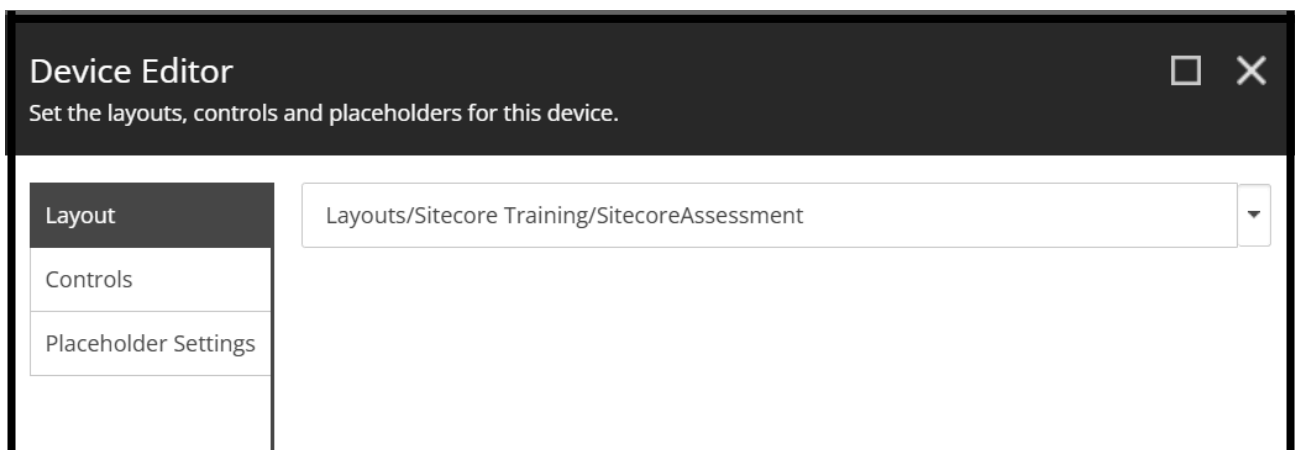 Device Editor
Set the layouts, controls and placeholders for this device.
Layout
Layouts/Sitecore Training/SitecoreAssessment
Controls
Placeholder Settings